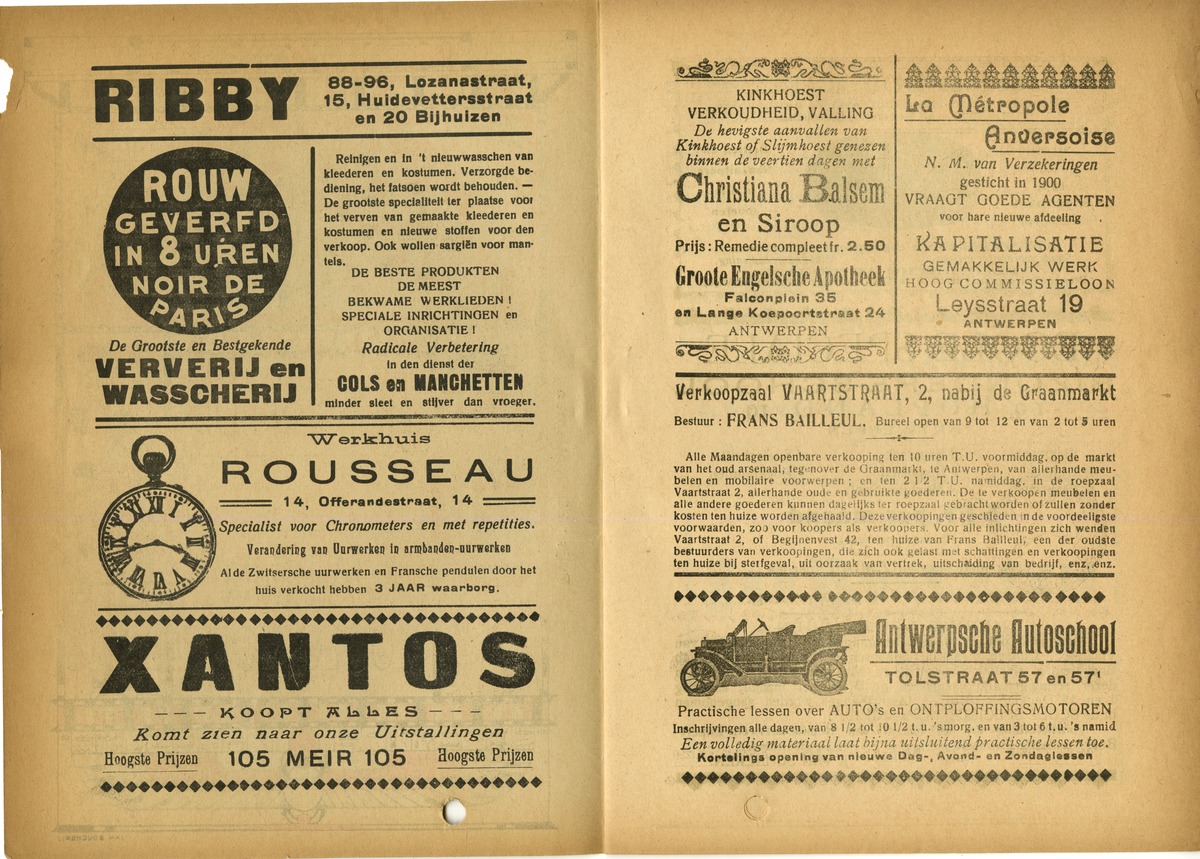 RIBBY
88-96, Lozanastraat,
15, Huidevettersstraat
en 20 Bijhuizen
ROUW
GEVERFD
IN 8 UREN
NOIR DE
PARIS
De Grootste en Bestgekende
VERVERIJ en
WASSCHERIJ
Reinigen en in 't nieuwwasschen van
kleederen en kostumen. Verzorgde be-
diening, het fatsoen wordt behouden. —
De grootste specialiteit ter plaatse voor
het verven van gemaakte kleederen en
kostumen en nieuwe stoffen voor den
verkoop. Ook wollen sargiën voor man-
tels.
DE BESTE PRODUKTEN
DE MEEST
BEKWAME WERKLIEDEN !
SPECIALE INRICHTINGEN en
ORGANISATIE !
Radicale Verbetering
in den dienst der
COLS en MANCHETTEN
minder sleet en stijver dan vroeger.
Werkhuis
ROUSSEAU
14, Offerandestraat, 14
Specialist voor Chronometers en met repetities.
Verandering van Uurwerken in armbanden-uurwerken
Al de Zwitsersche uurwerken en Fransche pendulen door het
huis verkocht hebben 3 JAAR waarborg.
XANTOS
--- KOOPT ALLES ---
Komt zien naar onze Uitstallingen
Hoogste Prijzen 105 MEIR 105 Hoogste Prijzen
KINKHOEST
VERKOUDHEID, VALLING
De hevigste aanvallen van
Kinkhoest of Slijmhoest genezen
binnen de veertien dagen met
Christiana Balsem
en Siroop
Prijs : Remedie compleet fr. 2.50
Groote Engelsche Apotheek
Falconplein 35
en Lange Koepoortstraat 24
ANTWERPEN
La Métropole
Anversoise
N. M. van Verzekeringen
gesticht in 1900
VRAAGT GOEDE AGENTEN
voor hare nieuwe afdeeling
KAPITALISATIE
GEMAKKELIJK WERK
HOOG COMMISSIELOON
Leysstraat 19
ANTWERPEN
Verkoopzaal VAARTSTRAAT, 2, nabij de Graanmarkt
Bestuur : FRANS BAILLEUL. Bureel open van 9 tot 12 en van 2 tot 5 uren
Alle Maandagen openbare verkooping ten 10 uren T.U. voormiddag, op de markt
van het oud arsenaal, tegenover de Graanmarkt, te Antwerpen, van allerhande meu-
belen en mobilaire voorwerpen ; en ten 2 1/2 T.U. namiddag, in de roepzaal
Vaartstraat 2, allerhande oude en gebruikte goederen. De te verkoopen meubelen en
alle andere goederen kunnen dagelijks ter roepzaal gebracht worden of zullen zonder
kosten ten huize worden afgehaald. Deze verkoopingen geschieden in de voordeeligste
voorwaarden, zoo voor koopers als verkoopers. Voor alle inlichtingen zich wenden
Vaartstraat 2, of Begijnenvest 42, ten huize van Frans Bailleul, een der oudste
bestuurders van verkoopingen, die zich ook gelast met schattingen en verkoopingen
ten huize bij sterfgeval, uit oorzaak van vertrek, uitscheiding van bedrijf, enz, enz.
Antwerpsche Autoschool
TOLSTRAAT 57 en 57¹
Practische lessen over AUTO's en ONTPLOFFINGSMOTOREN
Inschrijvingen alle dagen, van 8 1/2 tot 10 1/2 t. u. 's morg. en van 3 tot 6 t. u. 's namid
Een volledig materiaal laat bijna uitsluitend practische lessen toe.
Kortelings opening van nieuwe Dag-, Avond- en Zondaglessen